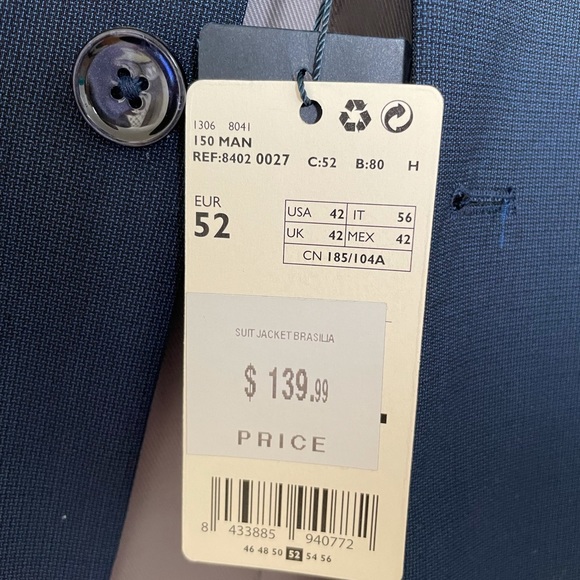 1306 8041
150 MAN
REF:8402 0027 C:52 B:80 H
EUR
52
USA 42 IT 56
UK 42 MEX 42
CN 185/104A
SUIT JACKET BRASILIA
$ 139.99
PRICE
8 433885 940772
46 48 50 52 54 56